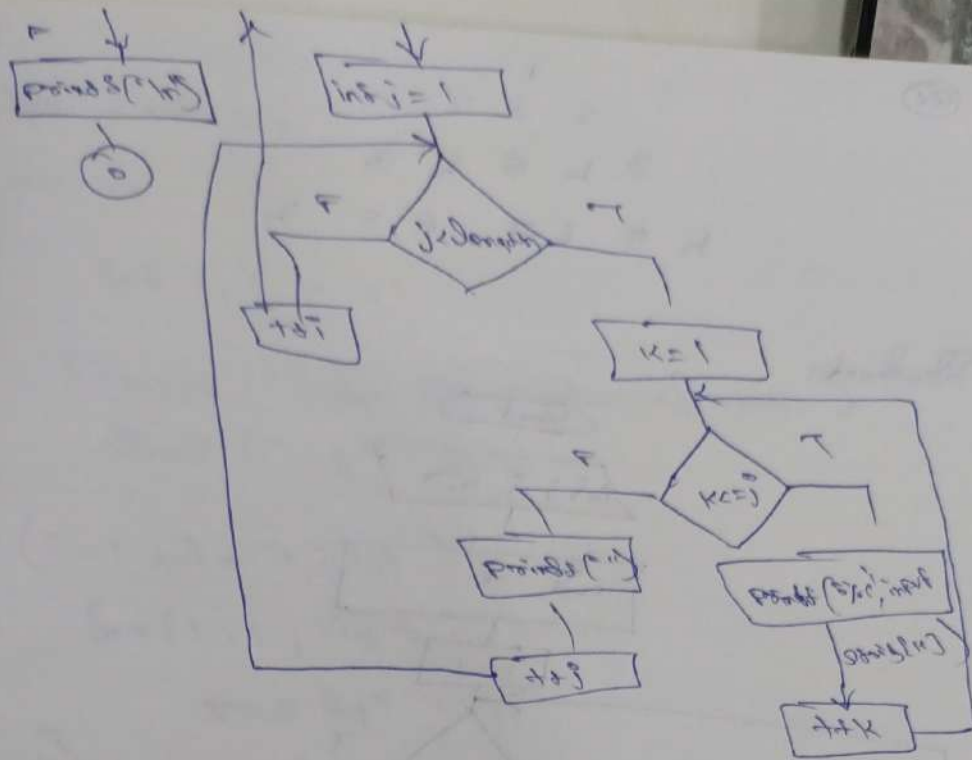 F
printf("\n")
0
int j = 1
F
T
j<length
++i
k = 1
F
T
k<=j
printf(" ")
printf("%c", input
string[k]
++j
++k